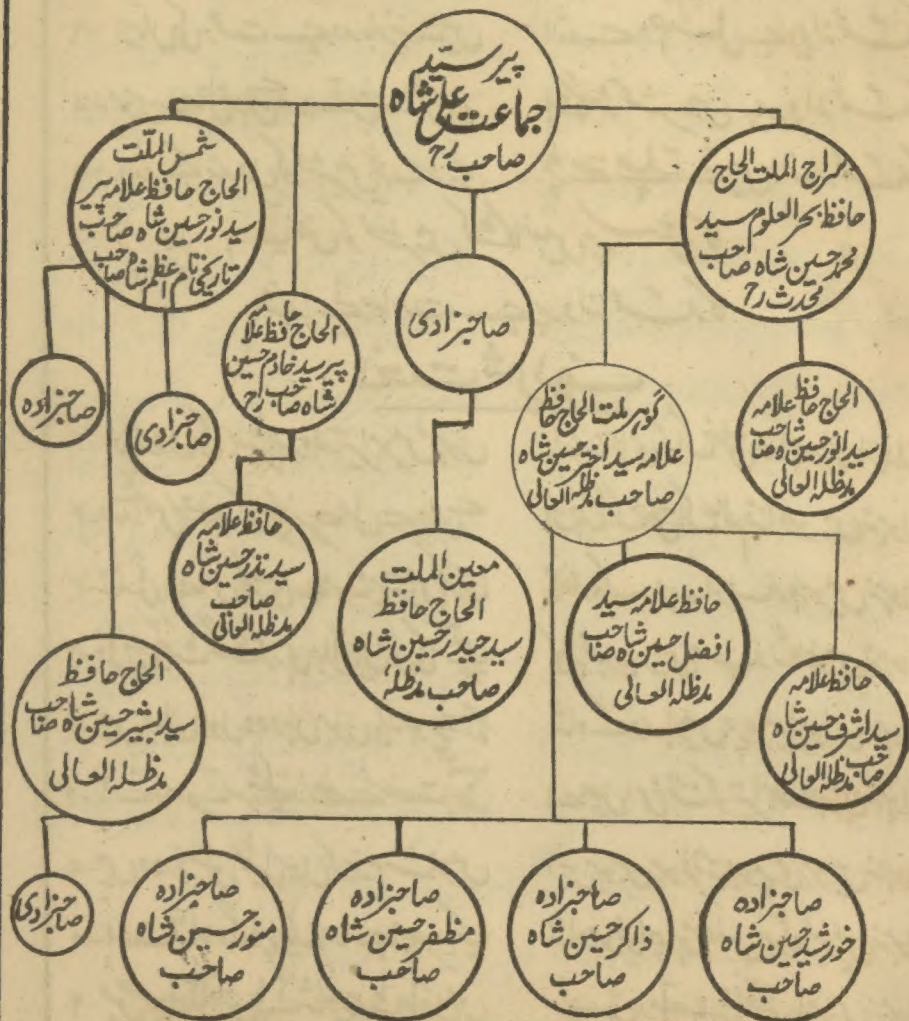 پیر سیّد
جماعت علی شاہ
صاحب رح
سراج الملت الحاج
حافظ بحر العلوم سید
محمد حسین شاہ صاحب
محدث رح
صاحبزادی
الحاج حافظ علامہ
پیر سید خادم حسین
شاہ صاحب رح
شمس الملّت
الحاج حافظ علامہ پیر
سید نور حسین شاہ صاحب
تاریخی نام اعظم شاہ صاحب
الحاج حافظ علامہ
سید انور حسین شاہ صاحب
مدظلہ العالی
گوہر ملت الحاج حافظ
علامہ سید اختر حسین شاہ
صاحب مدظلہ العالی
صاحبزادی
صاحبزادہ
حافظ علامہ
سید اشرف حسین شاہ
صاحب مدظلہ العالی
حافظ علامہ سید
افضل حسین شاہ صاحب
مدظلہ العالی
معین الملت
الحاج حافظ
سید حیدر حسین شاہ
صاحب مدظلہٗ
حافظ علامہ
سید نذر حسین شاہ
صاحب
مدظلہ العالی
الحاج حافظ
سید بشیر حسین شاہ صاحب
مدظلہ العالی
صاحبزادہ
خورشید حسین شاہ
صاحب
صاحبزادہ
ذاکر حسین شاہ
صاحب
صاحبزادہ
مظفر حسین شاہ
صاحب
صاحبزادہ
منور حسین شاہ
صاحب
صاحبزادی